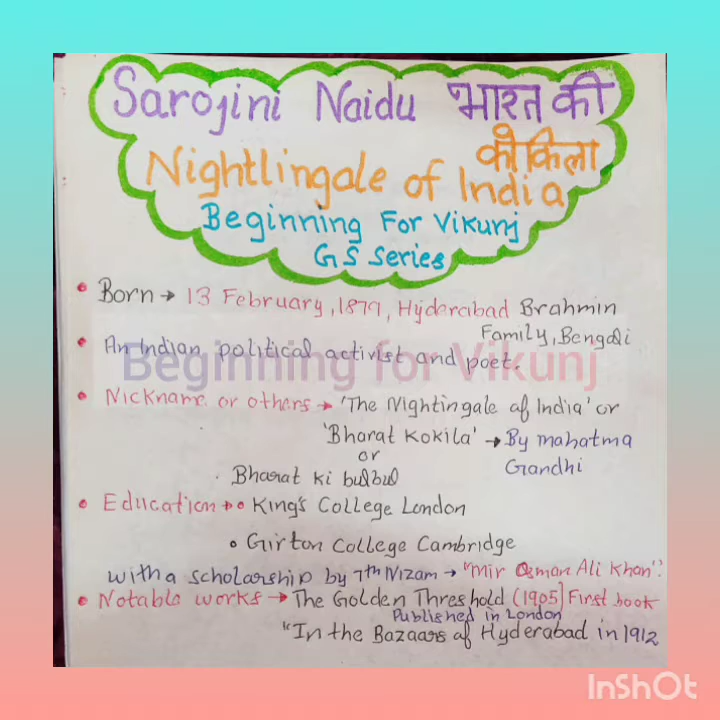 Sarojini Naidu भारत की
कोकिला
Nightlingale of India
Beginning For Vikunj
GS Series
• Born → 13 February, 1879, Hyderabad Brahmin
Family, Bengali
• An Indian political activist and poet.
Beginning for Vikunj
• Nickname or others → 'The Nightingale of India' or
'Bharat Kokila' → By mahatma
or Gandhi
Bharat ki bulbul
• Education → • King's College London
• Girton College Cambridge
with a scholarship by 7th Nizam → "Mir Osman Ali Khan".
• Notable works → The Golden Threshold (1905) First book
Published in London
"In the Bazaars of Hyderabad in 1912
InShOt